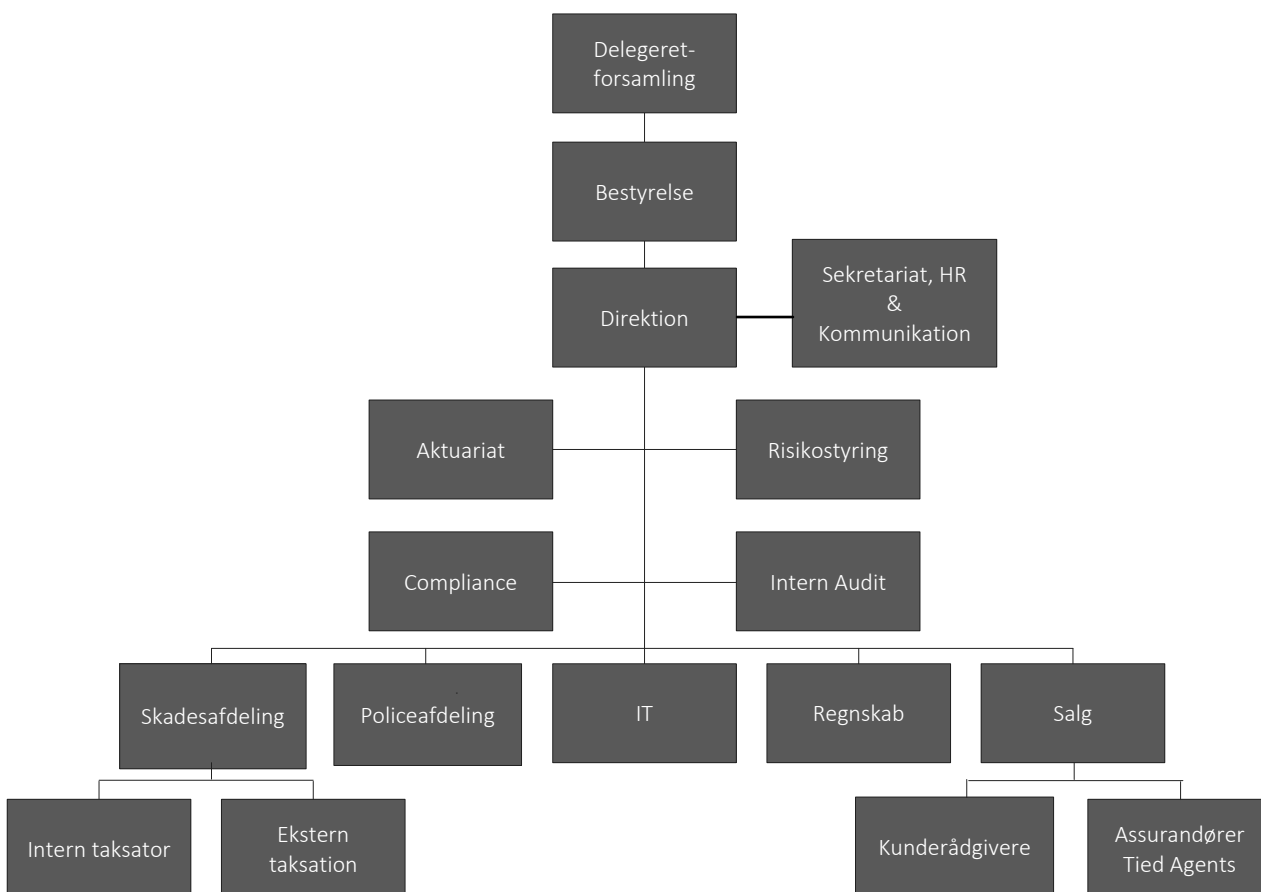 Delegeret-
forsamling
Bestyrelse
Direktion
Sekretariat, HR
&
Kommunikation
Aktuariat
Risikostyring
Compliance
Intern Audit
Skadesafdeling
Policeafdeling
IT
Regnskab
Salg
Intern taksator
Ekstern
taksation
Kunderådgivere
Assurandører
Tied Agents